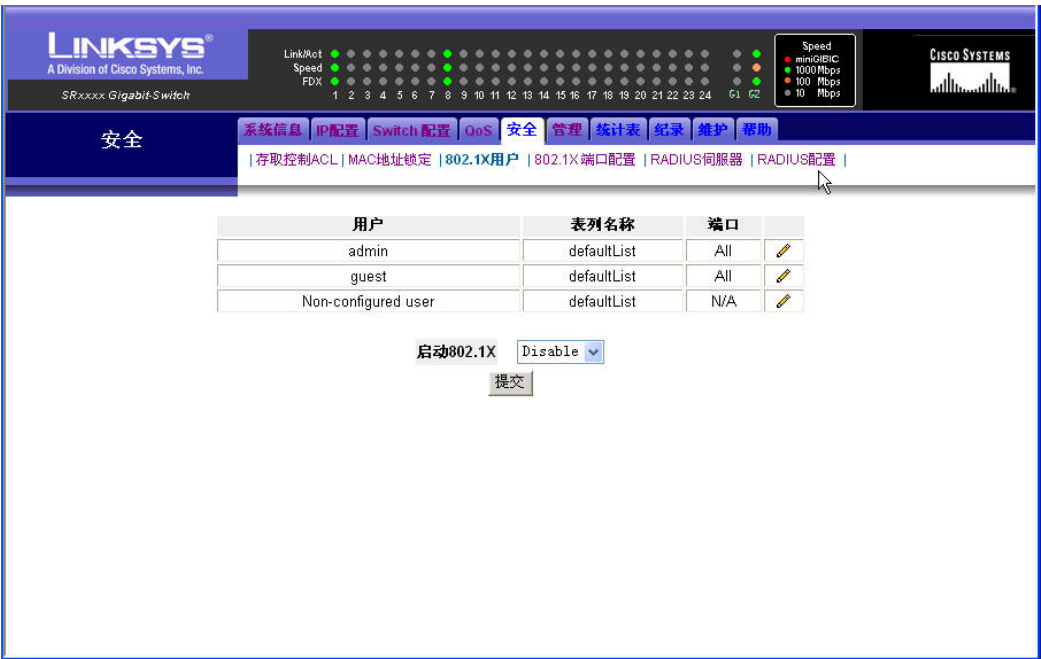 LINKSYS®
A Division of Cisco Systems, Inc.
SRxxxx Gigabit-Switch
Link/Act
Speed
FDX
1 2 3 4 5 6 7 8 9 10 11 12 13 14 15 16 17 18 19 20 21 22 23 24 G1 G2
Speed
miniGIBIC
1000 Mbps
100 Mbps
10 Mbps
CISCO SYSTEMS
安全
系统信息 IP配置 Switch 配置 QoS 安全 管理 统计表 纪录 维护 帮助
| 存取控制ACL | MAC地址锁定 | 802.1X用户 | 802.1X 端口配置 | RADIUS伺服器 | RADIUS配置 |
用户 表列名称 端口
admin defaultList All
guest defaultList All
Non-configured user defaultList N/A
启动802.1X Disable
提交